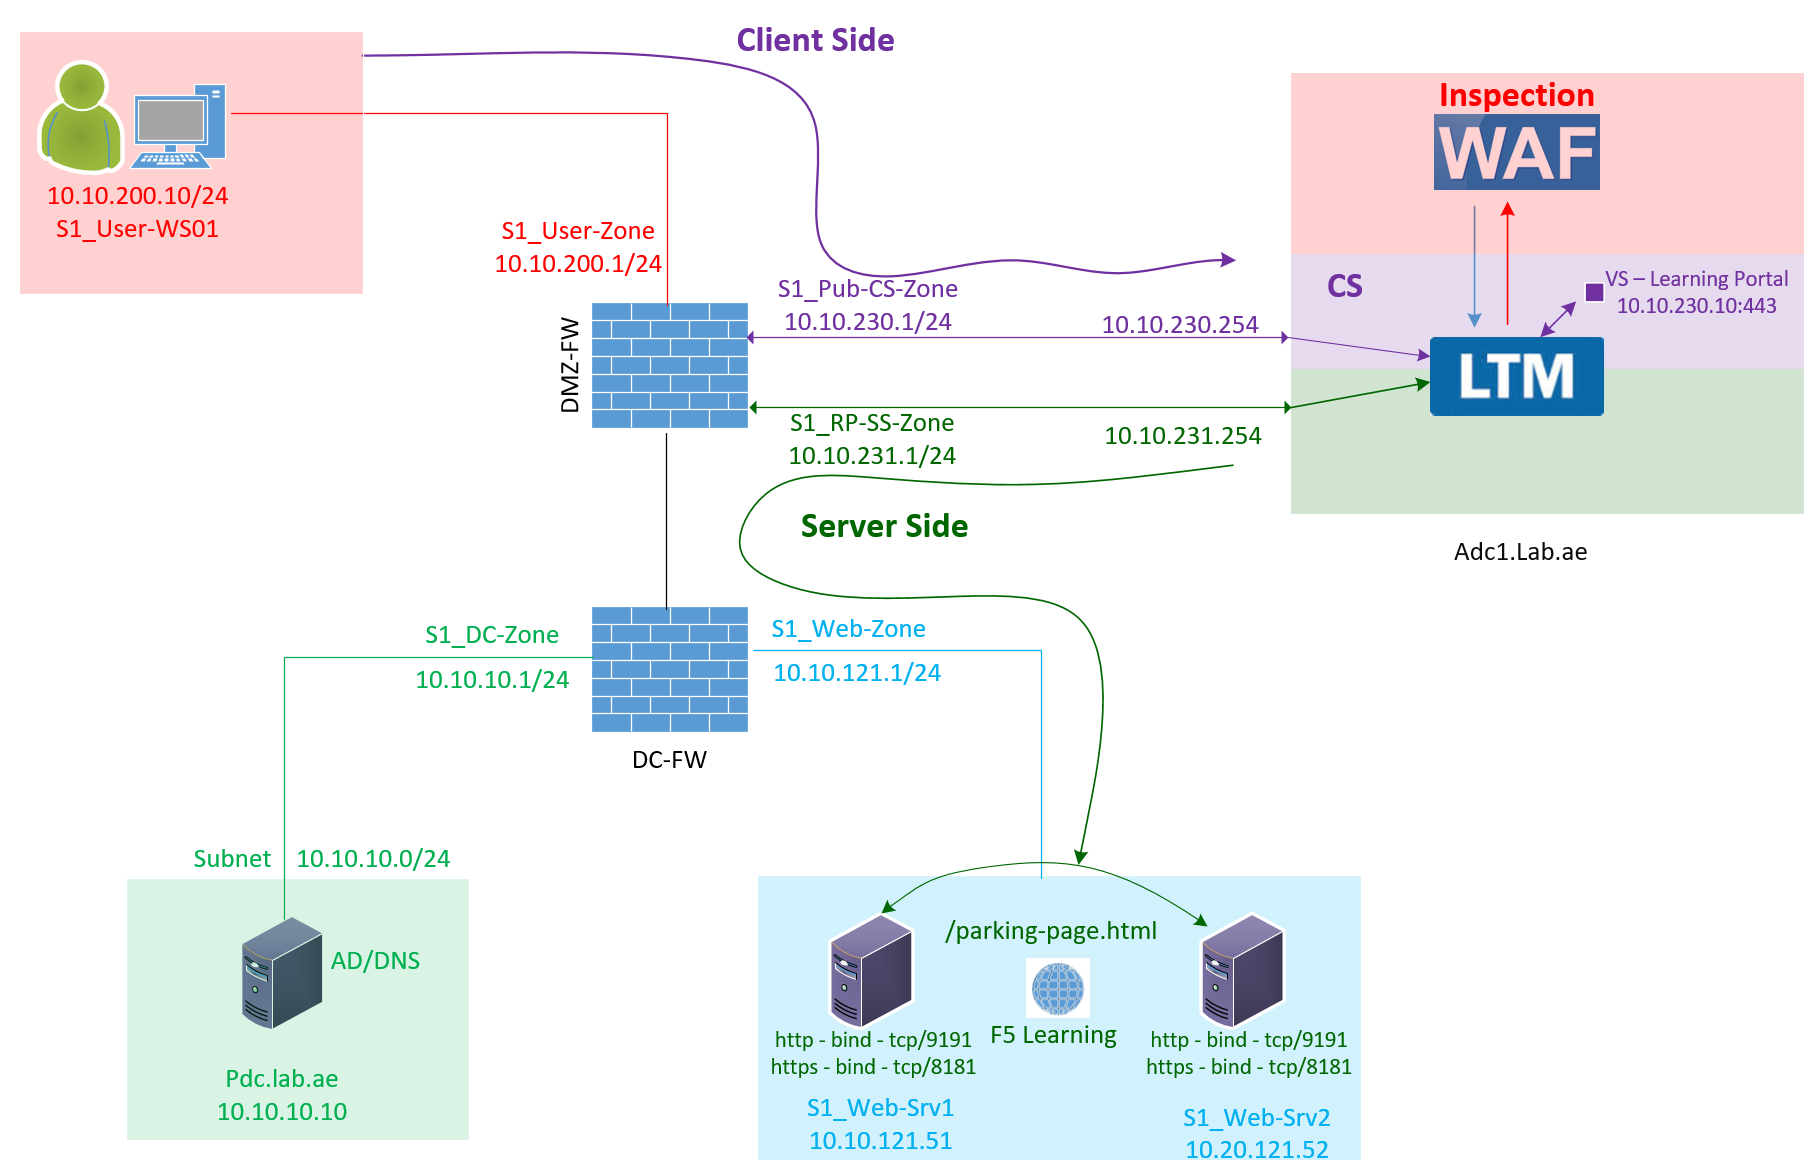 Client Side
Inspection
WAF
10.10.200.10/24
S1_User-WS01
S1_User-Zone
10.10.200.1/24
S1_Pub-CS-Zone
10.10.230.1/24
10.10.230.254
CS
VS – Learning Portal
10.10.230.10:443
LTM
DMZ-FW
S1_RP-SS-Zone
10.10.231.1/24
10.10.231.254
Server Side
Adc1.Lab.ae
S1_DC-Zone
10.10.10.1/24
S1_Web-Zone
10.10.121.1/24
DC-FW
Subnet 10.10.10.0/24
AD/DNS
Pdc.lab.ae
10.10.10.10
/parking-page.html
F5 Learning
http - bind - tcp/9191
https - bind - tcp/8181
S1_Web-Srv1
10.10.121.51
http - bind - tcp/9191
https - bind - tcp/8181
S1_Web-Srv2
10.20.121.52